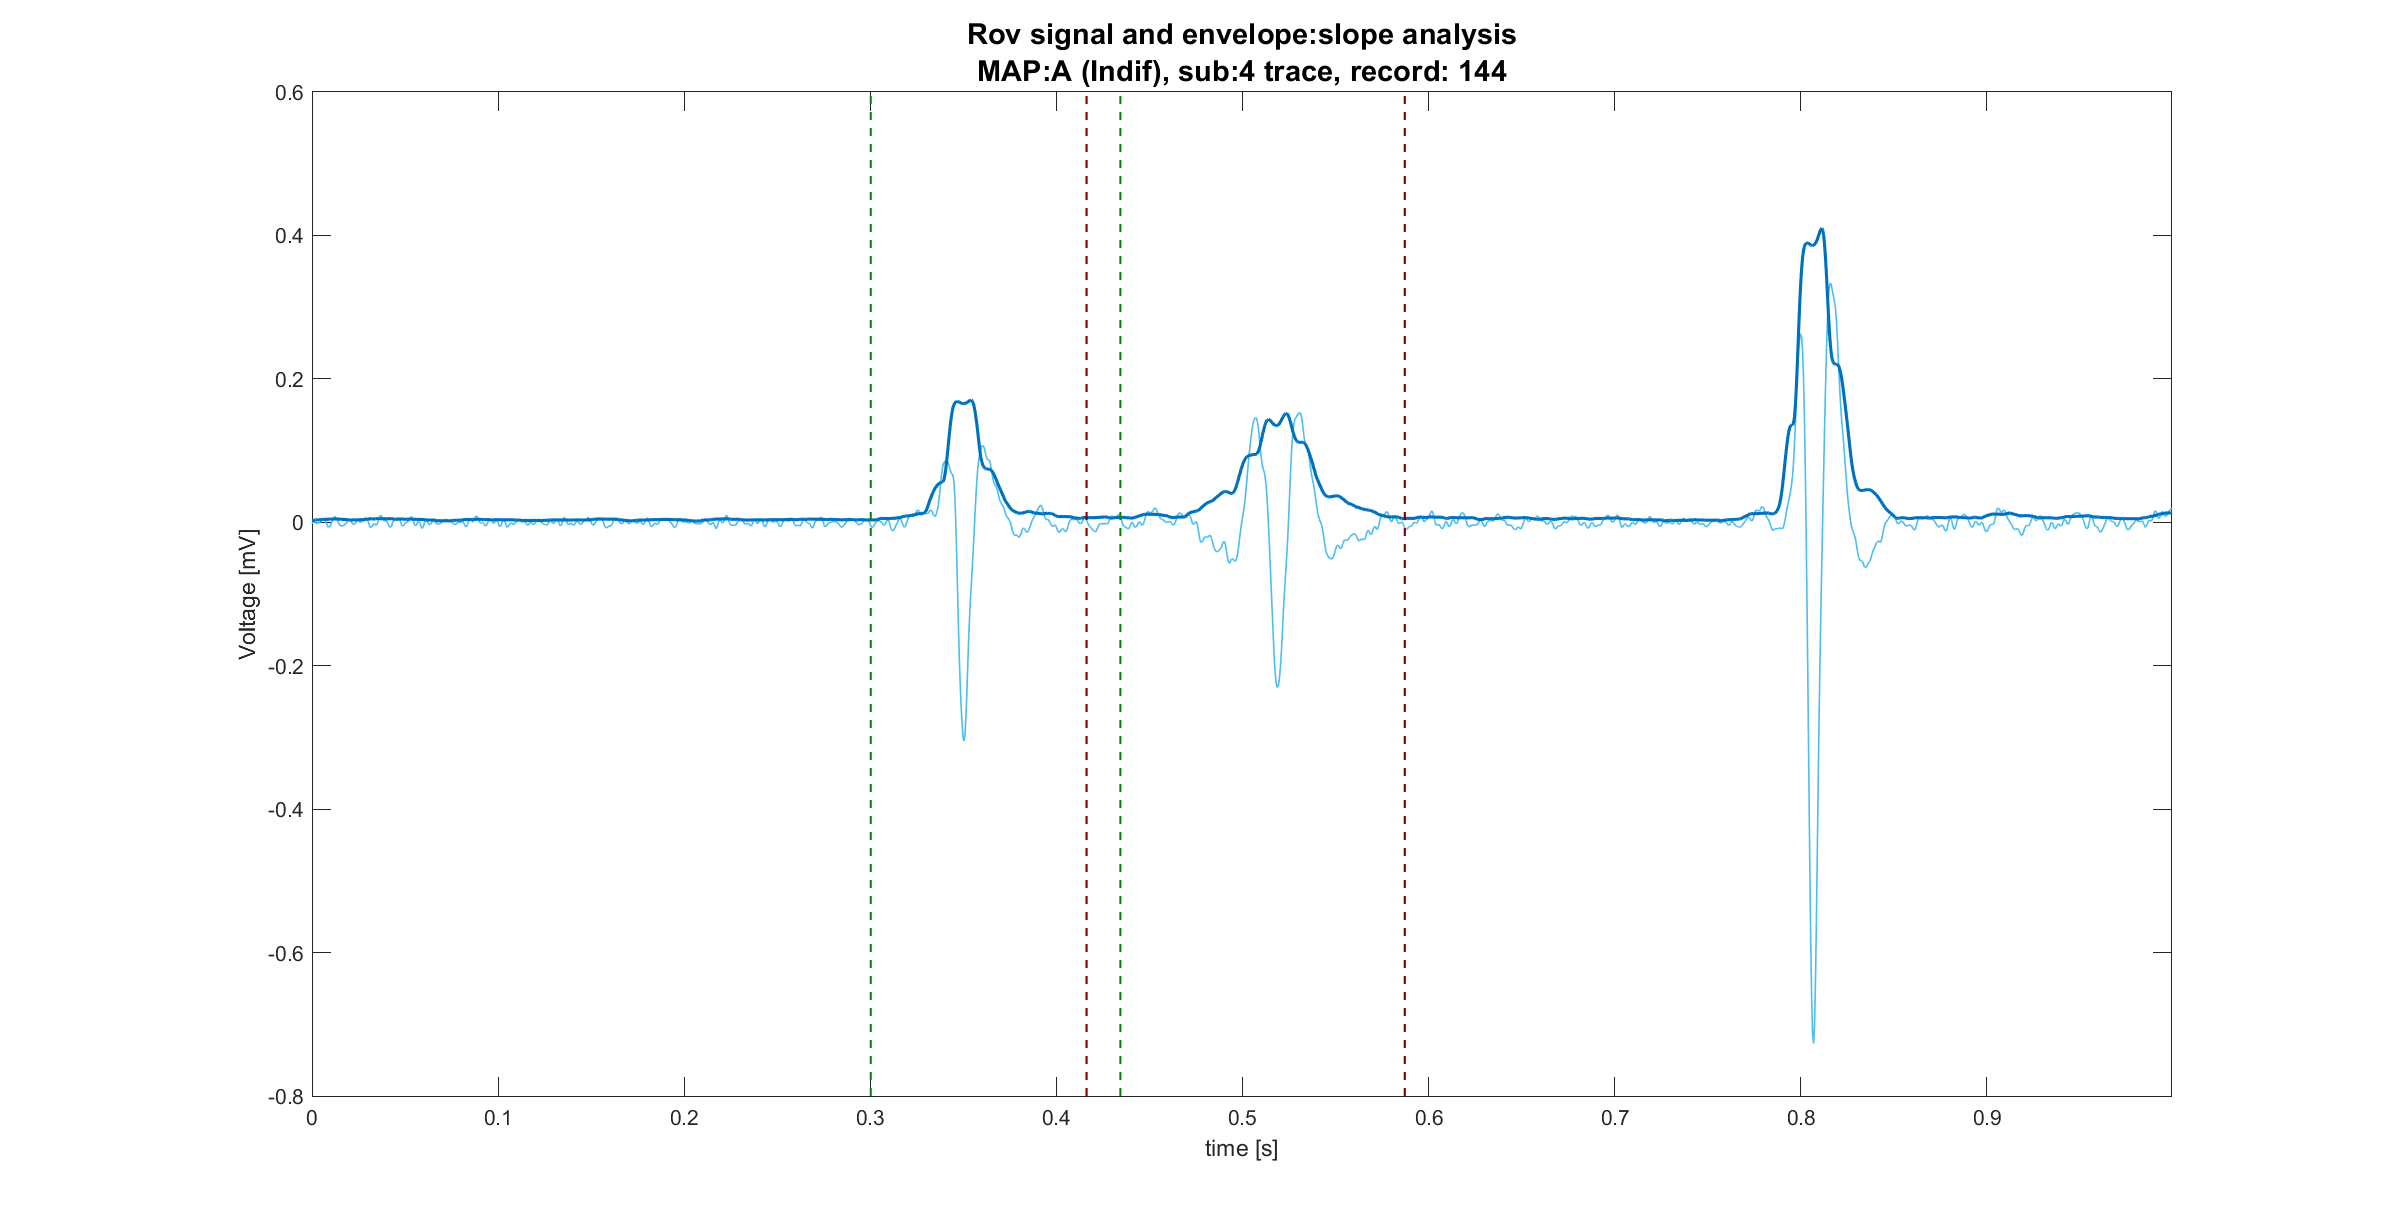 Rov signal and envelope:slope analysis
MAP:A (Indif), sub:4 trace, record: 144
0.6
0.4
0.2
0
-0.2
-0.4
-0.6
-0.8
Voltage [mV]
0 0.1 0.2 0.3 0.4 0.5 0.6 0.7 0.8 0.9
time [s]